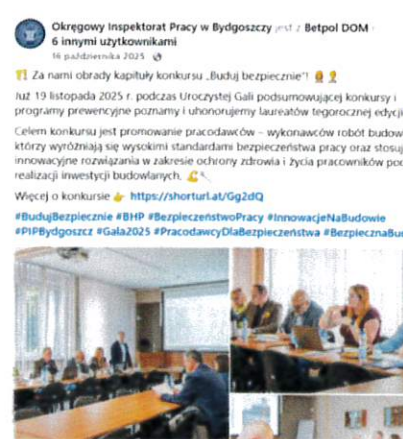 Okręgowy Inspektorat Pracy w Bydgoszczy jest z Betpol DOM i
6 innymi użytkownikami
16 października 2025
Za nami obrady kapituły konkursu „Buduj bezpiecznie”!
Już 19 listopada 2025 r. podczas Uroczystej Gali podsumowującej konkursy i
programy prewencyjne poznamy i uhonorujemy laureatów tegorocznej edycji
Celem konkursu jest promowanie pracodawców – wykonawców robót budow
którzy wyróżniają się wysokimi standardami bezpieczeństwa pracy oraz stosują
innowacyjne rozwiązania w zakresie ochrony zdrowia i życia pracowników pod
realizacji inwestycji budowlanych.
Więcej o konkursie 👉 https://shorturl.at/Gg2dQ
#BudujBezpiecznie #BHP #BezpieczeństwoPracy #InnowacjeNaBudowie
#PIPBydgoszcz #Gala2025 #PracodawcyDlaBezpieczeństwa #BezpiecznaBu